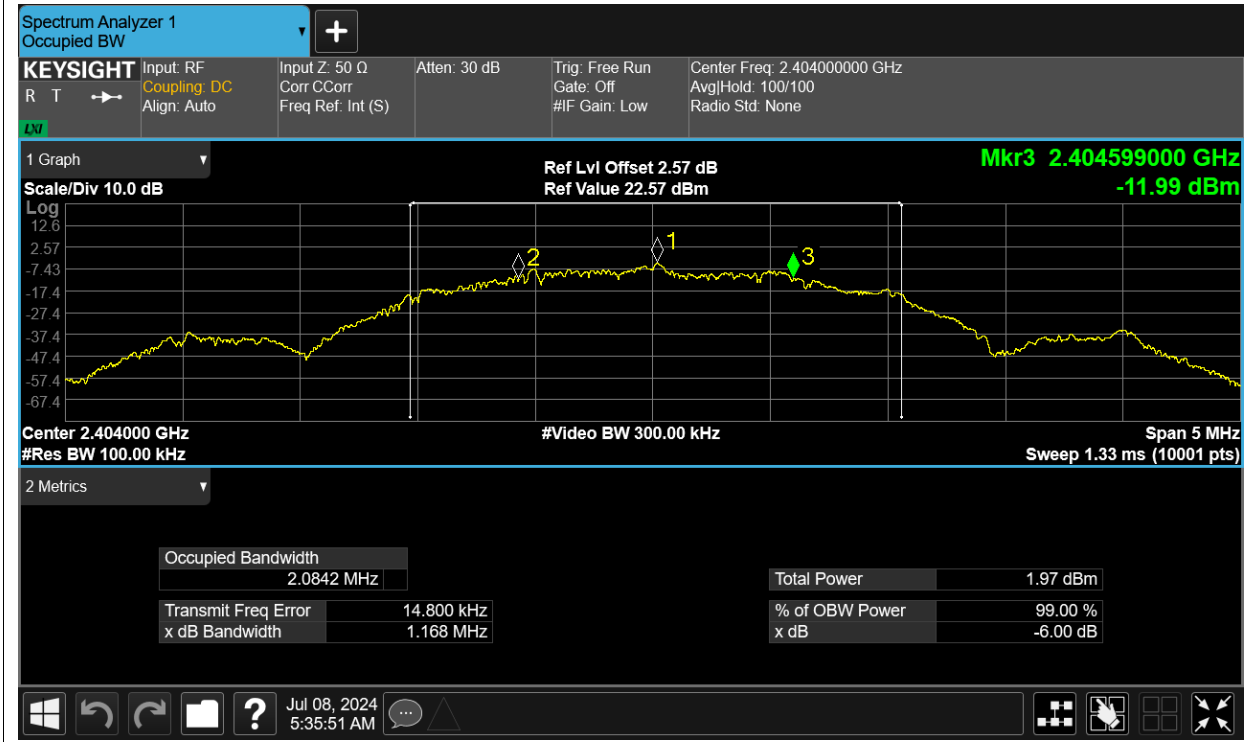 Spectrum Analyzer 1
Occupied BW
KEYSIGHT
R T
LXI
Input: RF
Coupling: DC
Align: Auto
Input Z: 50 Ω
Corr CCorr
Freq Ref: Int (S)
Atten: 30 dB
Trig: Free Run
Gate: Off
#IF Gain: Low
Center Freq: 2.404000000 GHz
Avg|Hold: 100/100
Radio Std: None
1 Graph
Scale/Div 10.0 dB
Ref Lvl Offset 2.57 dB
Ref Value 22.57 dBm
Mkr3 2.404599000 GHz
-11.99 dBm
Log
12.6
2.57
-7.43
-17.4
-27.4
-37.4
-47.4
-57.4
-67.4
2
1
3
Center 2.404000 GHz
#Video BW 300.00 kHz
Span 5 MHz
#Res BW 100.00 kHz
Sweep 1.33 ms (10001 pts)
2 Metrics
Occupied Bandwidth
2.0842 MHz
Total Power 1.97 dBm
Transmit Freq Error 14.800 kHz
% of OBW Power 99.00 %
x dB Bandwidth 1.168 MHz
x dB -6.00 dB
?
Jul 08, 2024
5:35:51 AM